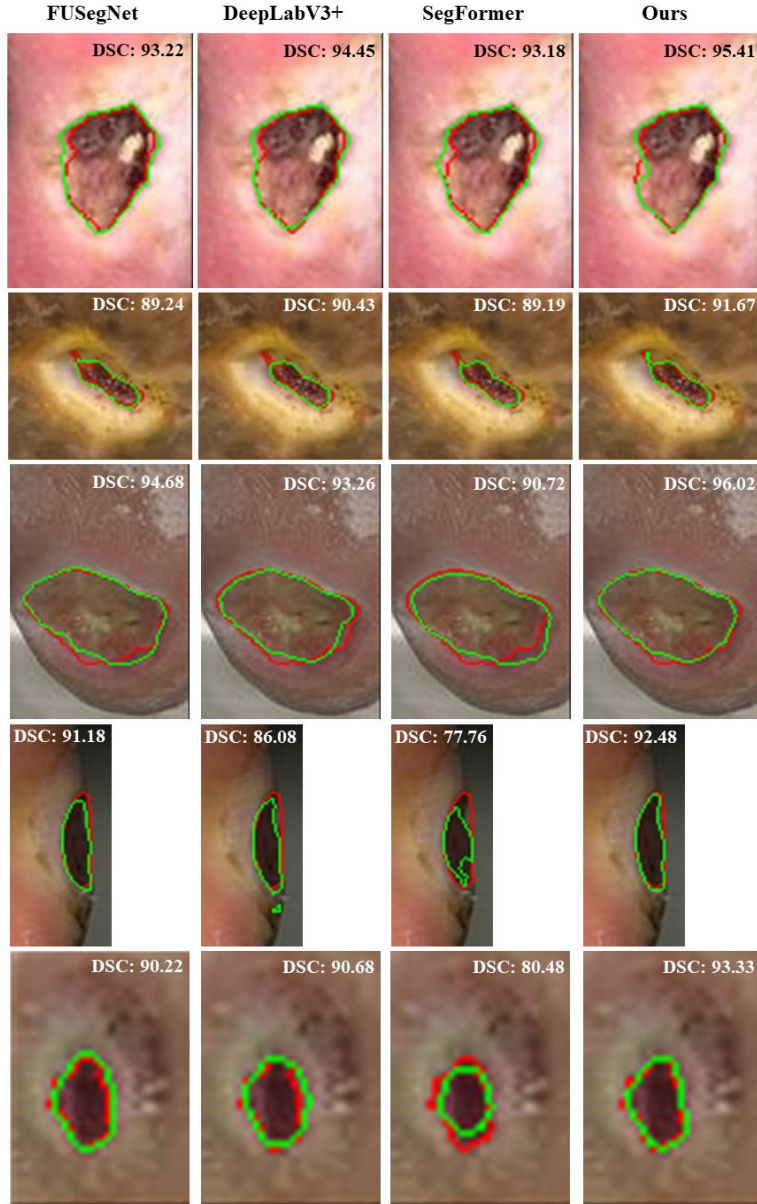 FUSegNet DeepLabV3+ SegFormer Ours
DSC: 93.22 DSC: 94.45 DSC: 93.18 DSC: 95.41
DSC: 89.24 DSC: 90.43 DSC: 89.19 DSC: 91.67
DSC: 94.68 DSC: 93.26 DSC: 90.72 DSC: 96.02
DSC: 91.18 DSC: 86.08 DSC: 77.76 DSC: 92.48
DSC: 90.22 DSC: 90.68 DSC: 80.48 DSC: 93.33